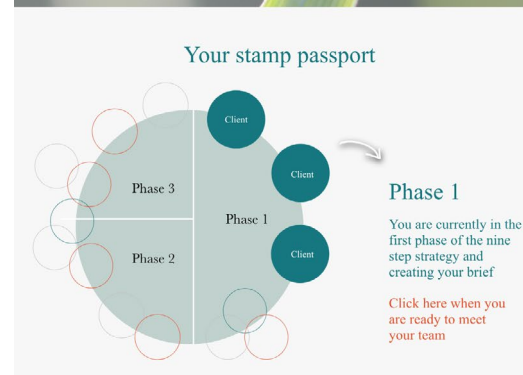 Your stamp passport
Client
Client
Client
Phase 3
Phase 1
Phase 2
Phase 1
You are currently in the
first phase of the nine
step strategy and
creating your brief
Click here when you
are ready to meet
your team